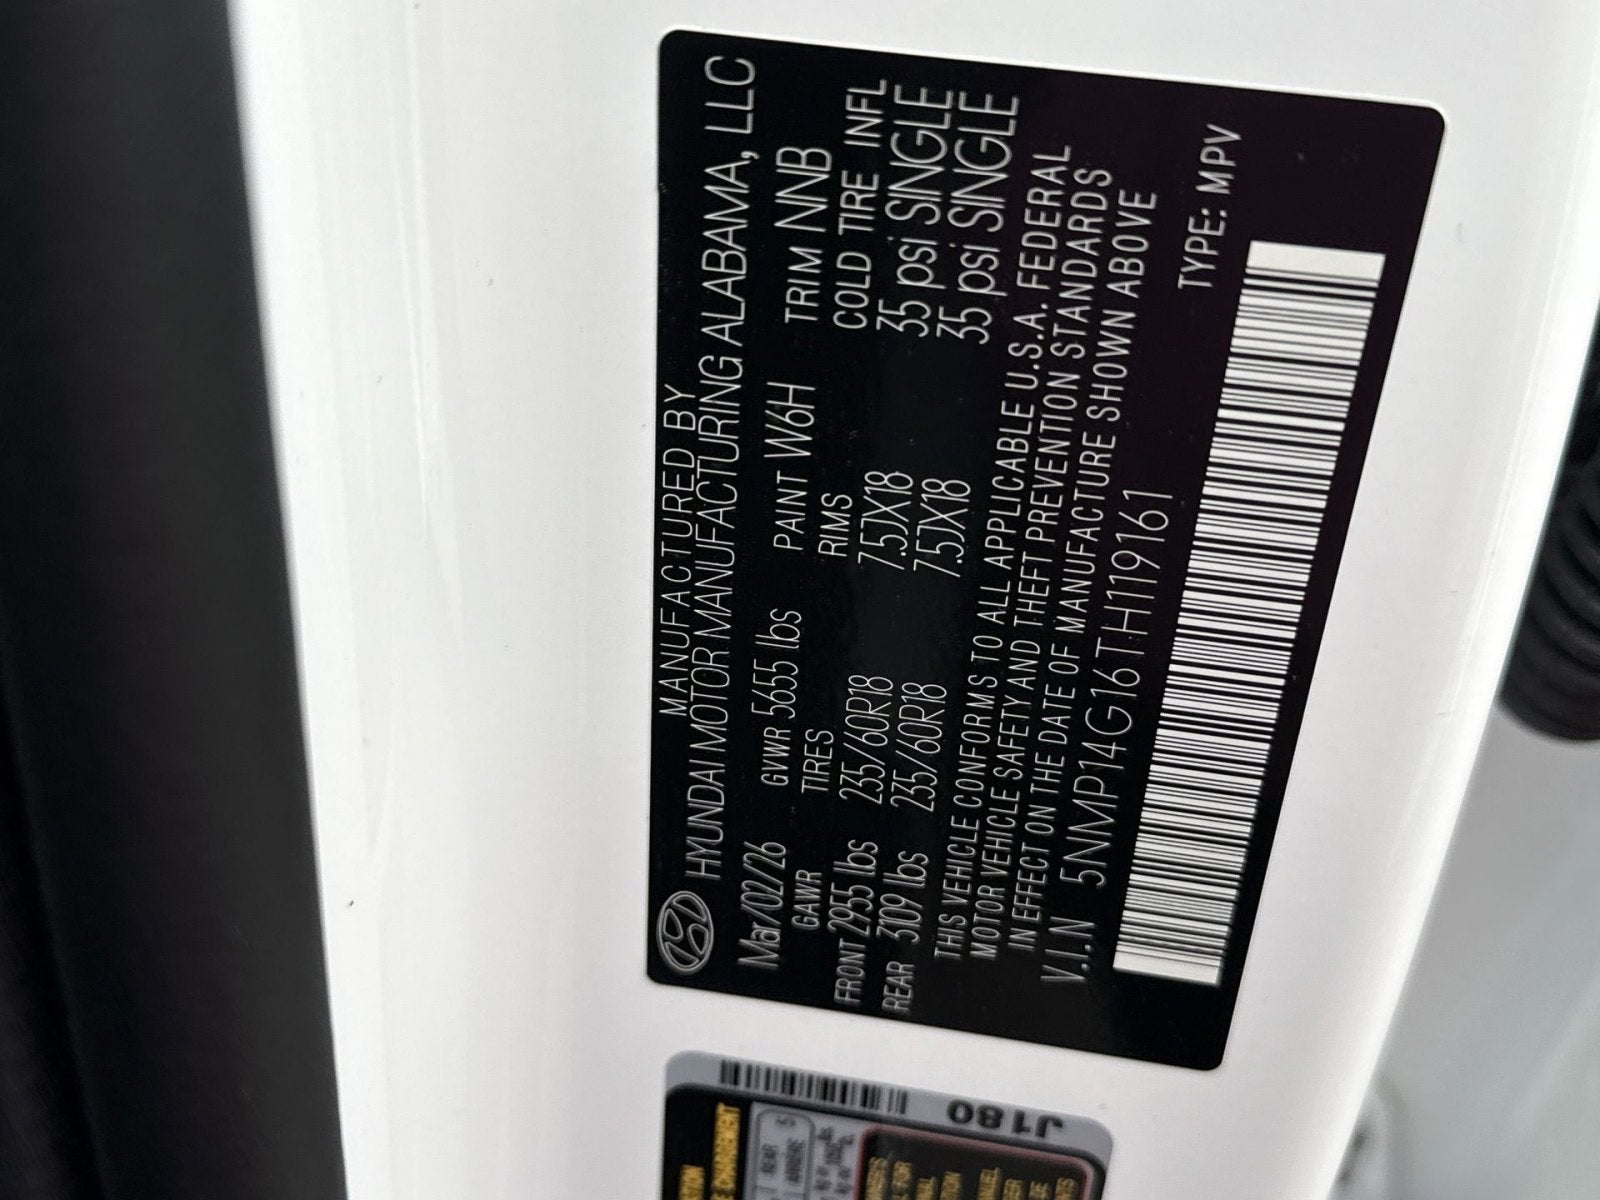 MANUFACTURED BY
HYUNDAI MOTOR MANUFACTURING ALABAMA, LLC
Mar/02/26 GVWR 5655 lbs PAINT W6H TRIM NNB
GAWR TIRES RIMS COLD TIRE INFL
FRONT 2955 lbs 235/60R18 7.5JX18 35 psi SINGLE
REAR 3109 lbs 235/60R18 7.5JX18 35 psi SINGLE
THIS VEHICLE CONFORMS TO ALL APPLICABLE U.S.A. FEDERAL
MOTOR VEHICLE SAFETY AND THEFT PREVENTION STANDARDS
IN EFFECT ON THE DATE OF MANUFACTURE SHOWN ABOVE
V.I.N 5NMP14G16TH119161 TYPE: MPV
J180